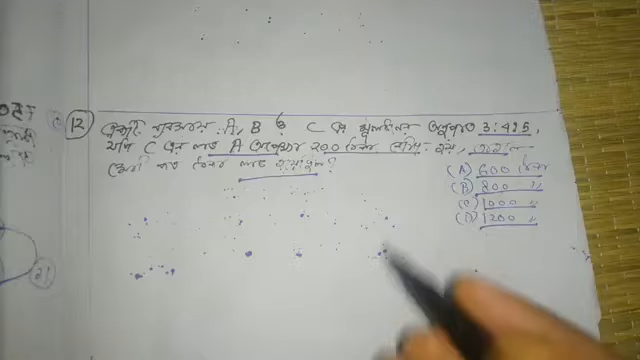 12 একটি ব্যবসায় A, B ও C এর মূলধনের অনুপাত 3:4:5,
যদি C এর লাভ A অপেক্ষা 200 টাকা বেশি হয়, তাহলে
মোট কত টাকা লাভ হয়েছিল?
(A) 600 টাকা
(B) 800 "
(C) 1000 "
(D) 1200 "